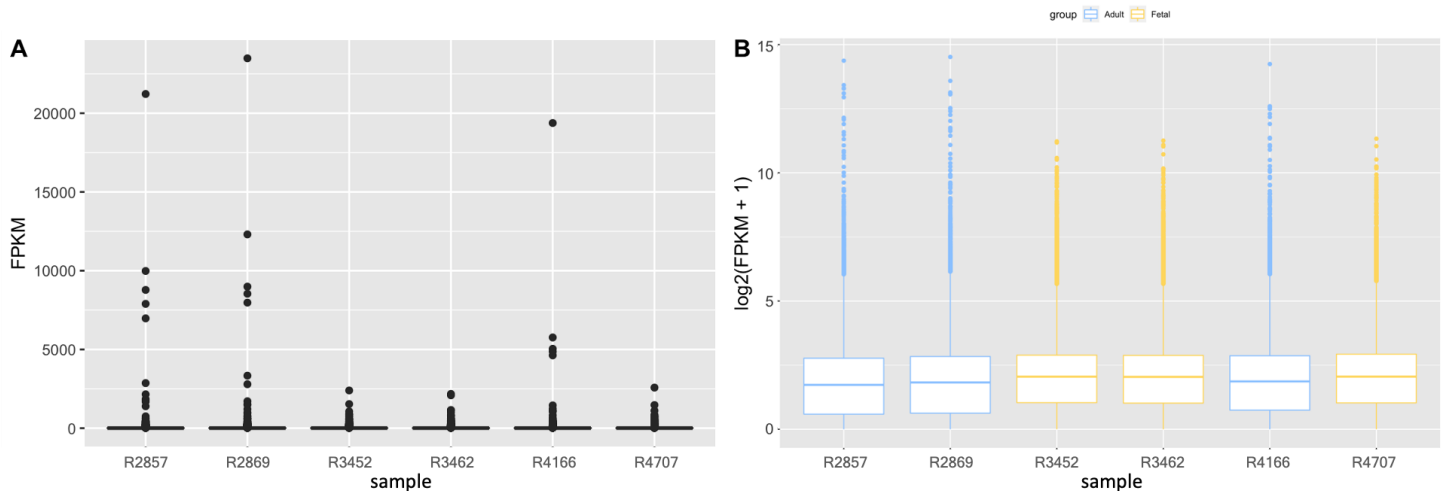 A
FPKM
20000
15000
10000
5000
0
R2857 R2869 R3452 R3462 R4166 R4707
sample
group Adult Fetal
B
log2(FPKM + 1)
15
10
5
0
R2857 R2869 R3452 R3462 R4166 R4707
sample